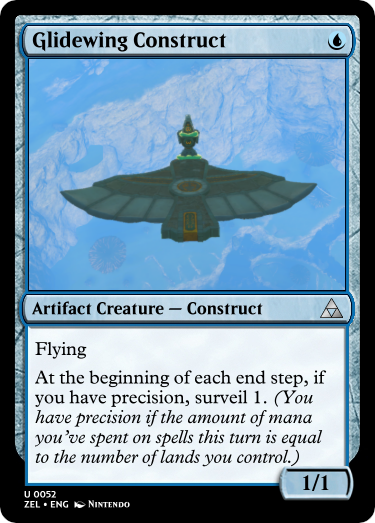 Glidewing Construct
Artifact Creature — Construct
Flying
At the beginning of each end step, if
you have precision, surveil 1. (You
have precision if the amount of mana
you've spent on spells this turn is equal
to the number of lands you control.)
1/1
U 0052
ZEL • ENG Nintendo